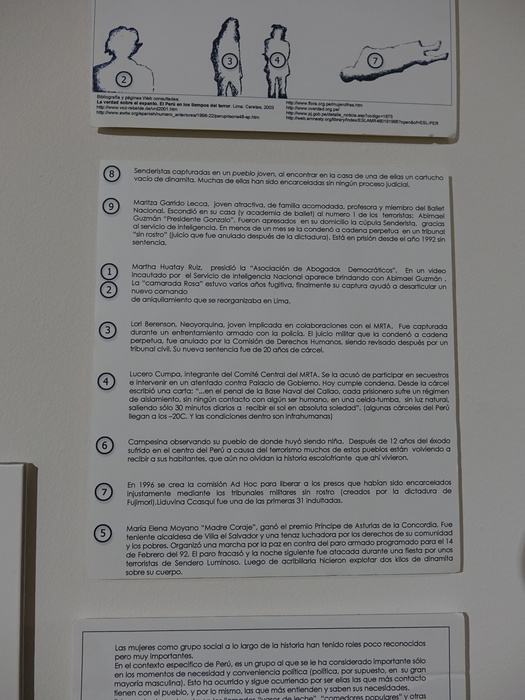 2
3
4
7
Bibliografía y páginas Web consultadas:
La verdad sobre el espanto. El Perú en los tiempos del terror. Lima: Caretas, 2003
8
Senderistas capturadas en un pueblo joven, al encontrar en la casa de una de ellas un cartucho
vacío de dinamita. Muchas de ellas han sido encarceladas sin ningún proceso judicial.
9
Maritza Garrido Lecca, joven atractiva, de familia acomodada, profesora y miembro del Ballet
Nacional. Escondió en su casa (y academia de ballet) al numero 1 de los terroristas: Abimael
Guzmán "Presidente Gonzalo". Fueron apresados en su domicilio la cúpula Senderista, gracias
al servicio de inteligencia. En menos de un mes se la condenó a cadena perpetua en un tribunal
"sin rostro" (juicio que fue anulado después de la dictadura). Está en prisión desde el año 1992 sin
sentencia.
1
Martha Huatay Ruiz, presidió la "Asociación de Abogados Democráticos". En un video
incautado por el Servicio de Inteligencia Nacional aparece brindando con Abimael Guzmán .
2
La "camarada Rosa" estuvo varios años fugitiva, finalmente su captura ayudó a desarticular un
nuevo comando
de aniquilamiento que se reorganizaba en Lima.
3
Lori Berenson, Neoyorquina, joven implicada en colaboraciones con el MRTA. Fue capturada
durante un enfrentamiento armado con la policía. El juicio militar que la condenó a cadena
perpetua, fue anulado por la Comisión de Derechos Humanos, siendo revisado después por un
tribunal civil. Su nueva sentencia fue de 20 años de cárcel.
4
Lucero Cumpa, integrante del Comité Central del MRTA. Se la acusó de participar en secuestros
e intervenir en un atentado contra Palacio de Gobierno. Hoy cumple condena. Desde la cárcel
escribió una carta: "...en el penal de la Base Naval del Callao, cada prisionero sufre un régimen
de aislamiento, sin ningún contacto con algún ser humano, en una celda-tumba, sin luz natural,
saliendo sólo 30 minutos diarios a recibir el sol en absoluta soledad". (algunas cárceles del Perú
llegan a los -20C. Y las condiciones dentro son infrahumanas)
6
Campesina observando su pueblo de donde huyó siendo niña. Después de 12 años del éxodo
sufrido en el centro del Perú a causa del terrorismo muchos de estos pueblos están volviendo a
recibir a sus habitantes, que aún no olvidan la historia escalofriante que ahí vivieron.
7
En 1996 se crea la comisión Ad Hoc para liberar a los presos que habían sido encarcelados
injustamente mediante los tribunales militares sin rostro (creados por la dictadura de
Fujimori).Liduvina Ccasqui fue una de las primeras 31 indultadas.
5
María Elena Moyano "Madre Coraje", ganó el premio Príncipe de Asturias de la Concordia. Fue
teniente alcaldesa de Villa el Salvador y una tenaz luchadora por los derechos de su comunidad
y los pobres. Organizó una marcha por la paz en contra del paro armado programado para el 14
de Febrero del 92. El paro fracasó y la noche siguiente fue atacada durante una fiesta por unos
terroristas de Sendero Luminoso. Luego de acribillarla hicieron explotar dos kilos de dinamita
sobre su cuerpo.
Las mujeres como grupo social a lo largo de la historia han tenido roles poco reconocidos
pero muy importantes.
En el contexto específico de Perú, es un grupo al que se le ha considerado importante sólo
en los momentos de necesidad y conveniencia política (política, por supuesto, en su gran
mayoría masculina). Esto ha ocurrido y sigue ocurriendo por ser ellas las que más contacto
tienen con el pueblo, y por lo mismo, las que más entienden y saben sus necesidades.
"vasos de leche", "comedores populares" y otras